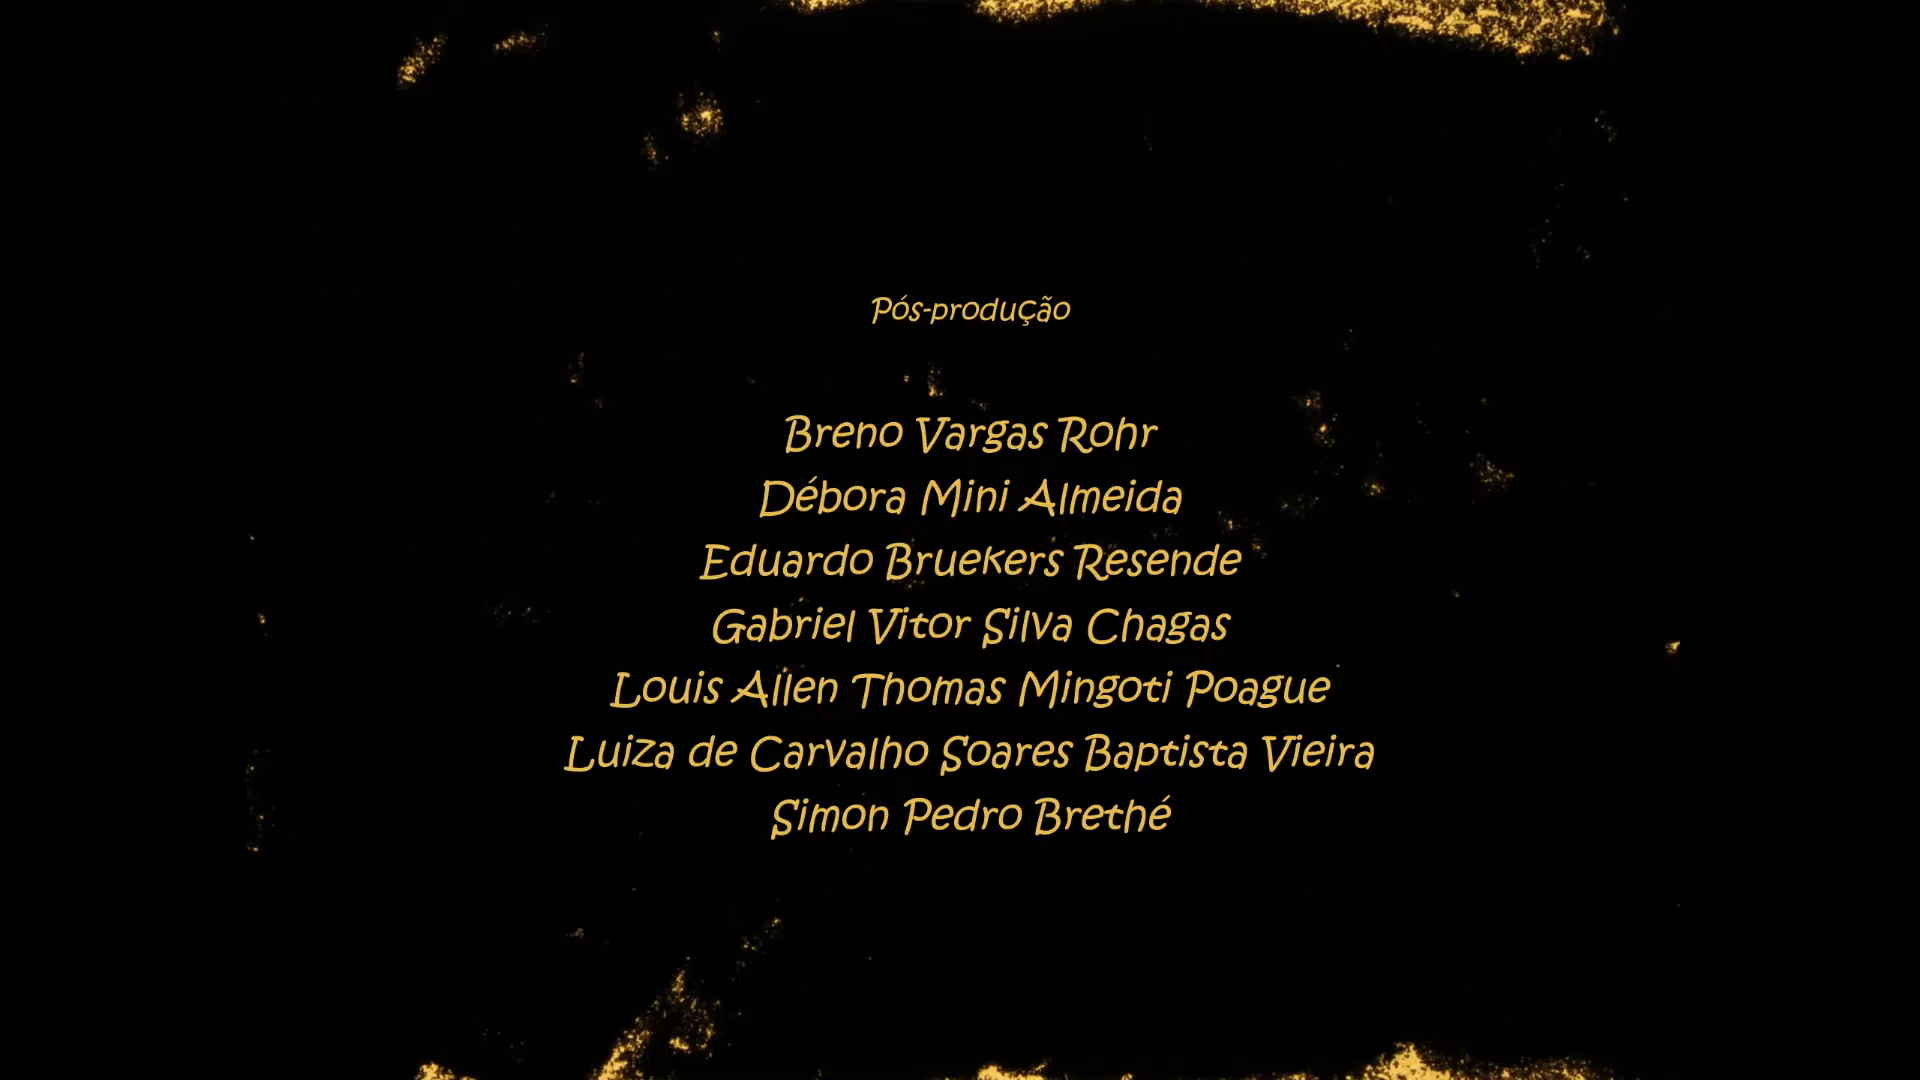 Pós-produção
Breno Vargas Rohr
Débora Mini Almeida
Eduardo Bruekers Resende
Gabriel Vitor Silva Chagas
Louis Allen Thomas Mingoti Poague
Luiza de Carvalho Soares Baptista Vieira
Simon Pedro Brethé